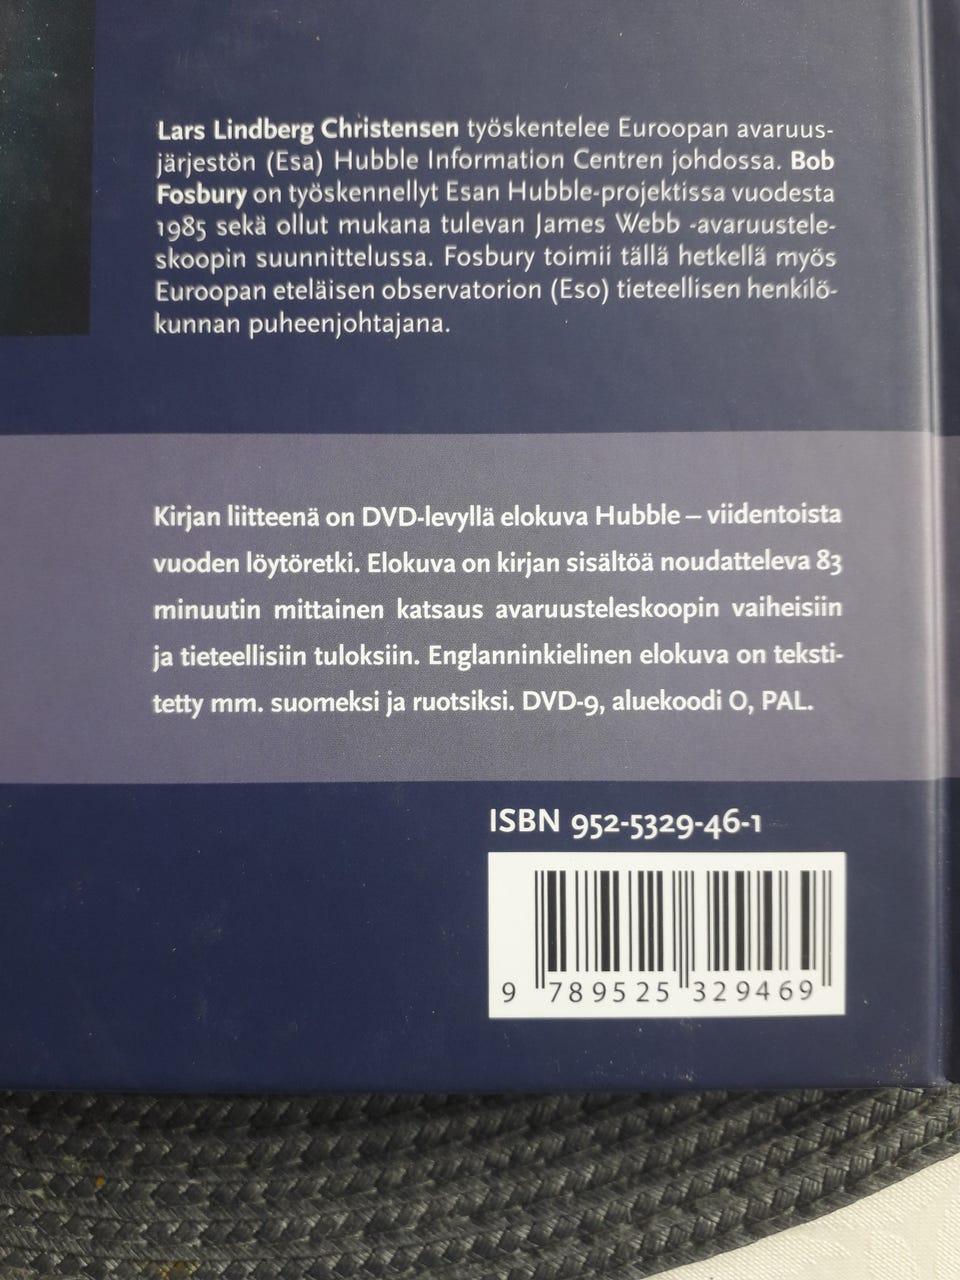 Lars Lindberg Christensen työskentelee Euroopan avaruus-
järjestön (Esa) Hubble Information Centren johdossa. Bob
Fosbury on työskennellyt Esan Hubble-projektissa vuodesta
1985 sekä ollut mukana tulevan James Webb -avaruustele-
skoopin suunnittelussa. Fosbury toimii tällä hetkellä myös
Euroopan eteläisen observatorion (Eso) tieteellisen henkilö-
kunnan puheenjohtajana.
Kirjan liitteenä on DVD-levyllä elokuva Hubble – viidentoista
vuoden löytöretki. Elokuva on kirjan sisältöä noudatteleva 83
minuutin mittainen katsaus avaruusteleskoopin vaiheisiin
ja tieteellisiin tuloksiin. Englanninkielinen elokuva on teksti-
tetty mm. suomeksi ja ruotsiksi. DVD-9, aluekoodi 0, PAL.
ISBN 952-5329-46-1
9 789525 329469